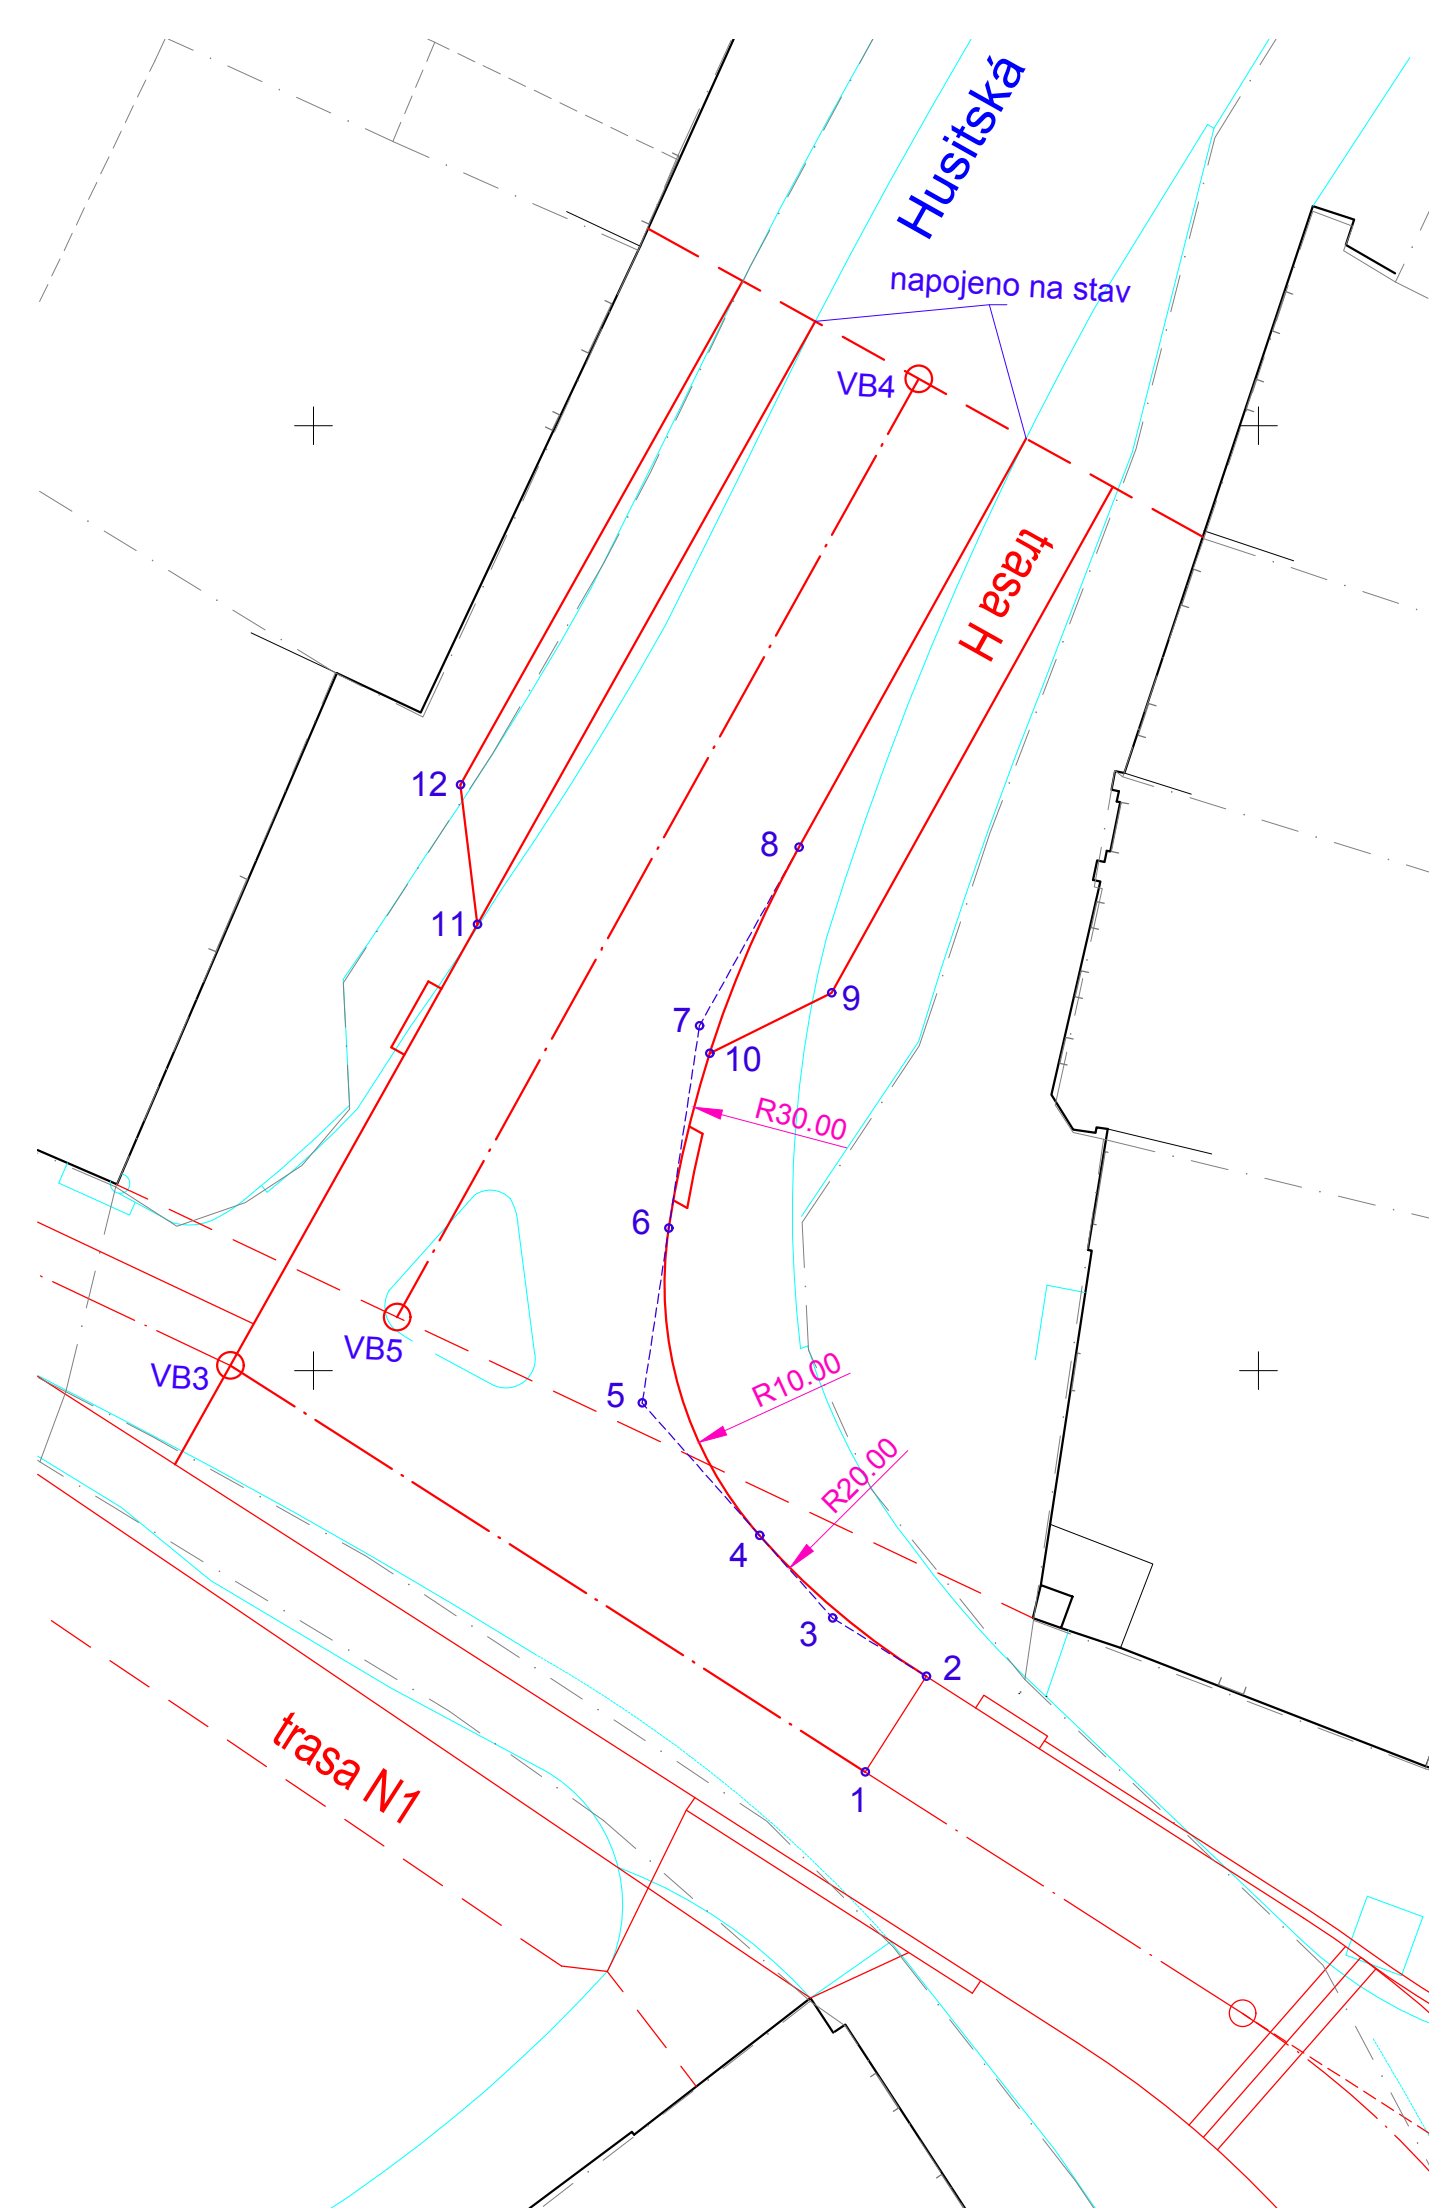 Husitská
napojeno na stav
VB4
trasa H
12
8
11
9
7
10
R30.00
6
VB5
VB3
R10.00
5
R20.00
4
3
2
trasa N1
1